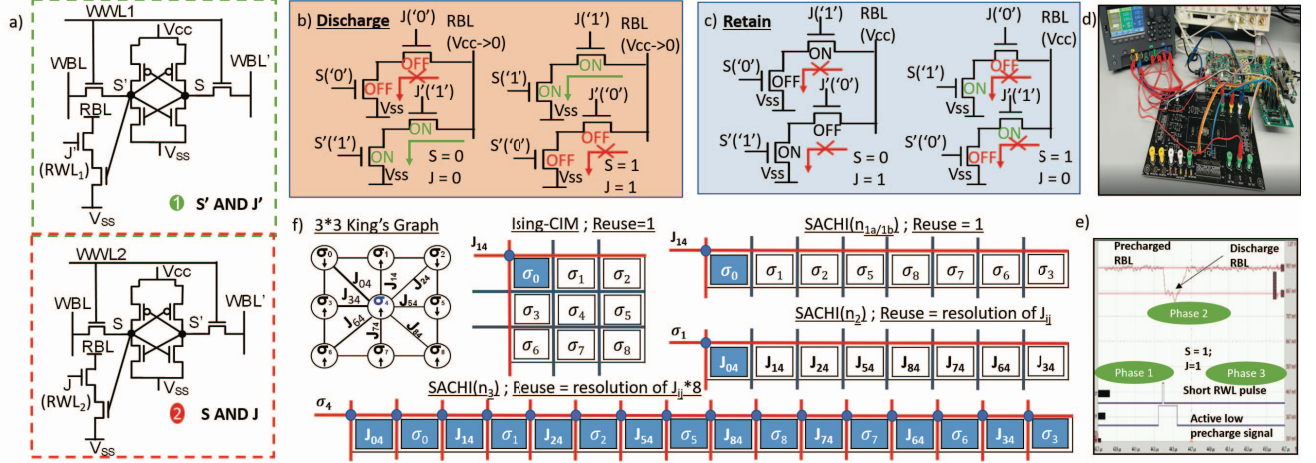 a)
WWL1
Vcc
WBL
S'
S
WBL'
RBL
J'
(RWL1)
VSS
VSS
1 S' AND J'
WWL2
Vcc
WBL
S
S'
WBL'
RBL
J
(RWL2)
VSS
VSS
2 S AND J
b) Discharge
J('0')
RBL
(Vcc->0)
OFF
S('0')
OFF
Vss
J'('1')
ON
S'('1')
ON
Vss
S = 0
J = 0
J('1')
RBL
(Vcc->0)
ON
S('1')
ON
Vss
J'('0')
OFF
S'('0')
OFF
Vss
S = 1
J = 1
c) Retain
J('1')
RBL
(Vcc)
ON
S('0')
OFF
Vss
J'('0')
OFF
S'('1')
ON
Vss
S = 0
J = 1
J('0')
RBL
(Vcc)
OFF
S('1')
ON
Vss
J'('1')
ON
S'('0')
OFF
Vss
S = 1
J = 0
d)
e)
Precharged
RBL
Discharge
RBL
Phase 2
S = 1;
J=1
Phase 1
Phase 3
Short RWL pulse
Active low
precharge signal
f) 3*3 King's Graph
σ0 σ1 σ2
J04 J14 J24
σ3 J34 σ4 J54 σ5
J64 J74 J84
σ6 σ7 σ8
Ising-CIM ; Reuse=1
J14
σ0 σ1 σ2
σ3 σ4 σ5
σ6 σ7 σ8
SACHI(n1a/1b) ; Reuse = 1
J14
σ0 σ1 σ2 σ5 σ8 σ7 σ6 σ3
SACHI(n2) ; Reuse = resolution of Jij
σ1
J04 J14 J24 J54 J84 J74 J64 J34
SACHI(n3) ; Reuse = resolution of Jij*8
σ4
J04 σ0 J14 σ1 J24 σ2 J54 σ5 J84 σ8 J74 σ7 J64 σ6 J34 σ3